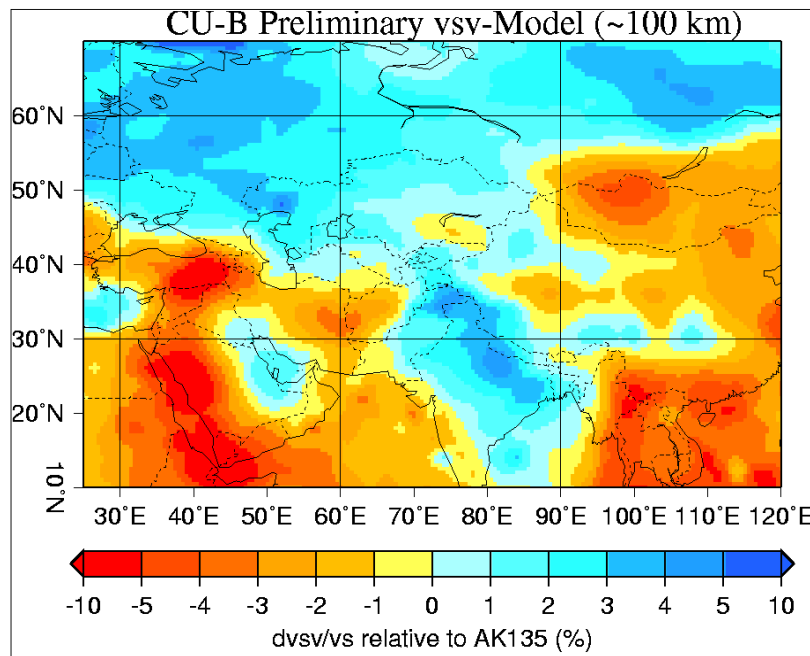 CU-B Preliminary vsv-Model (~100 km)
60˚N
50˚N
40˚N
30˚N
20˚N
10˚N
30˚E 40˚E 50˚E 60˚E 70˚E 80˚E 90˚E 100˚E 110˚E 120˚E
-10 -5 -4 -3 -2 -1 0 1 2 3 4 5 10
dvsv/vs relative to AK135 (%)